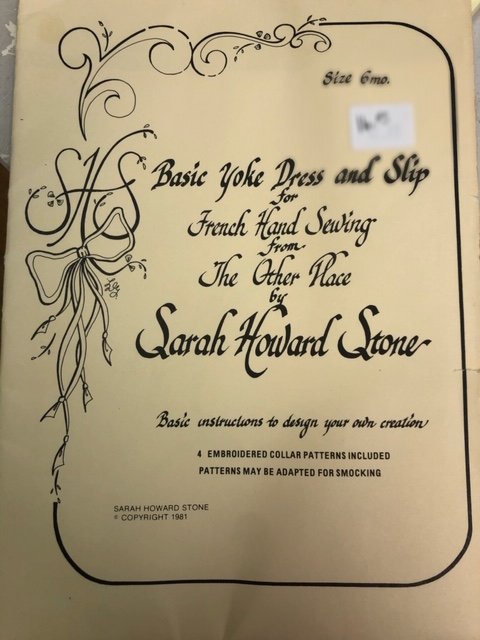 Size 6mo.
SHS
Basic Yoke Dress and Slip
for
French Hand Sewing
from
The Other Place
by
Sarah Howard Stone
Basic instructions to design your own creation
4 EMBROIDERED COLLAR PATTERNS INCLUDED
PATTERNS MAY BE ADAPTED FOR SMOCKING
SARAH HOWARD STONE
© COPYRIGHT 1981